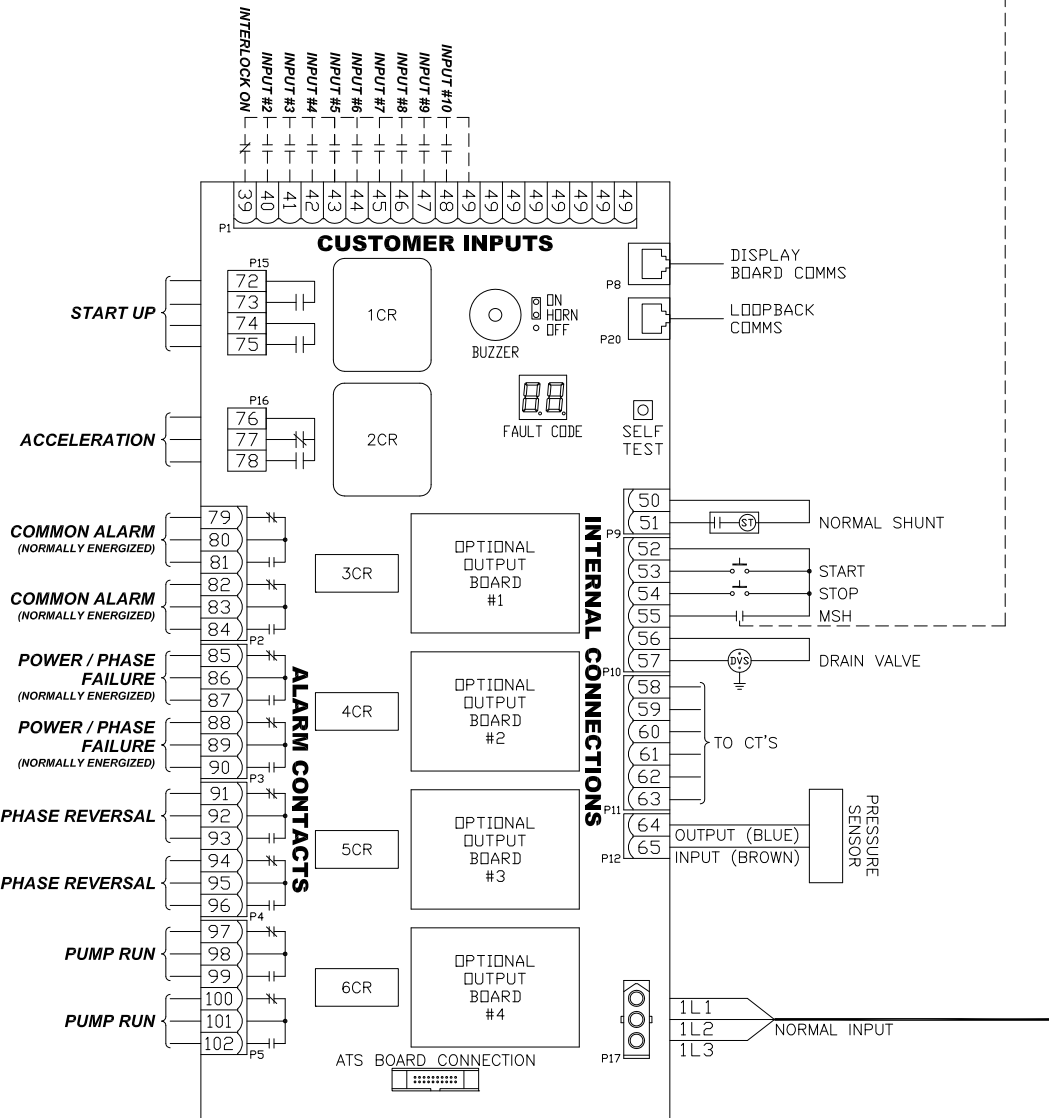 INTERLOCK ON
INPUT #2
INPUT #3
INPUT #4
INPUT #5
INPUT #6
INPUT #7
INPUT #8
INPUT #9
INPUT #10
39 40 41 42 43 44 45 46 47 48 49 49 49 49 49 49 49 49
P1
CUSTOMER INPUTS
P15
72
73
74
75
START UP
1CR
BUZZER
ON
HORN
OFF
P8
DISPLAY
BOARD COMMS
P20
LOOPBACK
COMMS
FAULT CODE
SELF
TEST
P16
76
77
78
ACCELERATION
2CR
79
80
81
COMMON ALARM
(NORMALLY ENERGIZED)
82
83
84
COMMON ALARM
(NORMALLY ENERGIZED)
P2
85
86
87
POWER / PHASE
FAILURE
(NORMALLY ENERGIZED)
88
89
90
POWER / PHASE
FAILURE
(NORMALLY ENERGIZED)
P3
91
92
93
PHASE REVERSAL
94
95
96
PHASE REVERSAL
P4
97
98
99
PUMP RUN
100
101
102
PUMP RUN
P5
ALARM CONTACTS
3CR
4CR
5CR
6CR
OPTIONAL
OUTPUT
BOARD
#1
OPTIONAL
OUTPUT
BOARD
#2
OPTIONAL
OUTPUT
BOARD
#3
OPTIONAL
OUTPUT
BOARD
#4
ATS BOARD CONNECTION
INTERNAL CONNECTIONS
50
51
P9
ST
NORMAL SHUNT
52
53
54
55
56
57
P10
START
STOP
MSH
DVS
DRAIN VALVE
58
59
60
61
62
63
P11
TO CT'S
64
65
P12
OUTPUT (BLUE)
INPUT (BROWN)
PRESSURE
SENSOR
P17
1L1
1L2
1L3
NORMAL INPUT